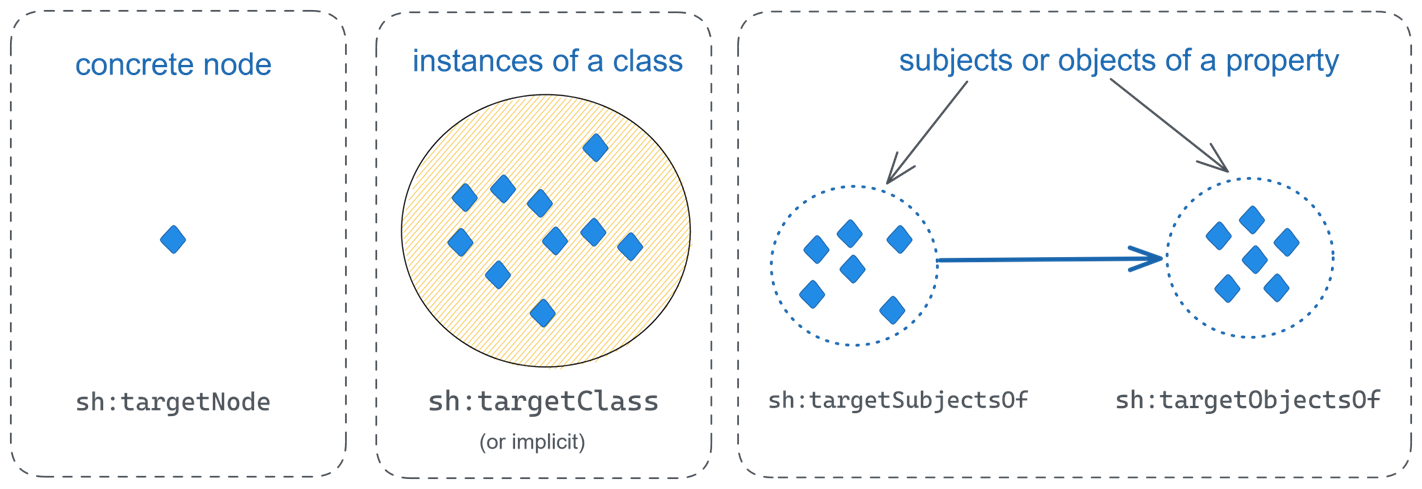 concrete node
sh:targetNode
instances of a class
sh:targetClass
(or implicit)
subjects or objects of a property
sh:targetSubjectsOf
sh:targetObjectsOf